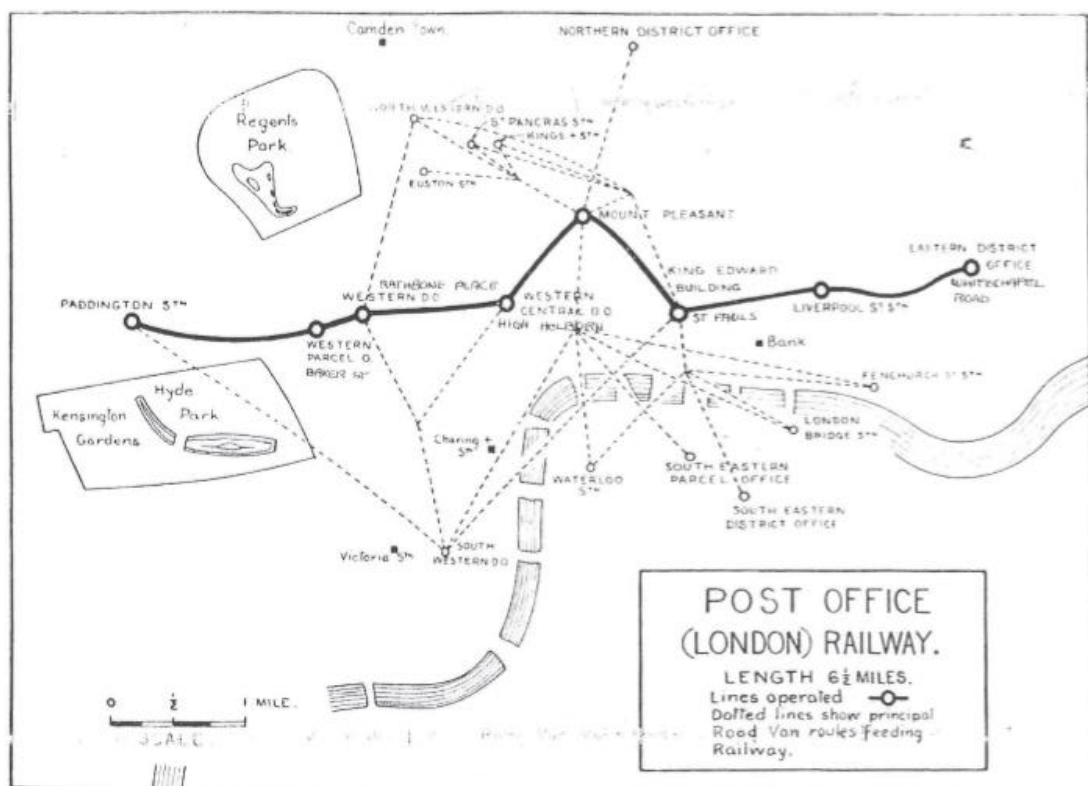 Camden Town.
NORTHERN DISTRICT OFFICE
NORTH WESTERN D.O
ST PANCRAS STN
KINGS + STN
Regents
Park
EUSTON STN
MOUNT PLEASANT
EASTERN DISTRICT
OFFICE
WHITECHAPEL
ROAD
KING EDWARD
BUILDING
RATHBONE PLACE
WESTERN D.O
PADDINGTON STN
WESTERN
CENTRAL D.O
HIGH HOLBORN
ST PAULS
LIVERPOOL ST STN
WESTERN
PARCEL O.
BAKER ST
Bank
FENCHURCH ST STN
Hyde
Park
Kensington
Gardens
LONDON
BRIDGE STN
Charing +
STN
WATERLOO
STN
SOUTH EASTERN
PARCEL OFFICE
SOUTH EASTERN
DISTRICT OFFICE
Victoria STN
SOUTH
WESTERN D.O
POST OFFICE
(LONDON) RAILWAY.
LENGTH 6½ MILES.
Lines operated
Dotted lines show principal
Road Van routes feeding
Railway.
0 ½ 1 MILE.
SCALE